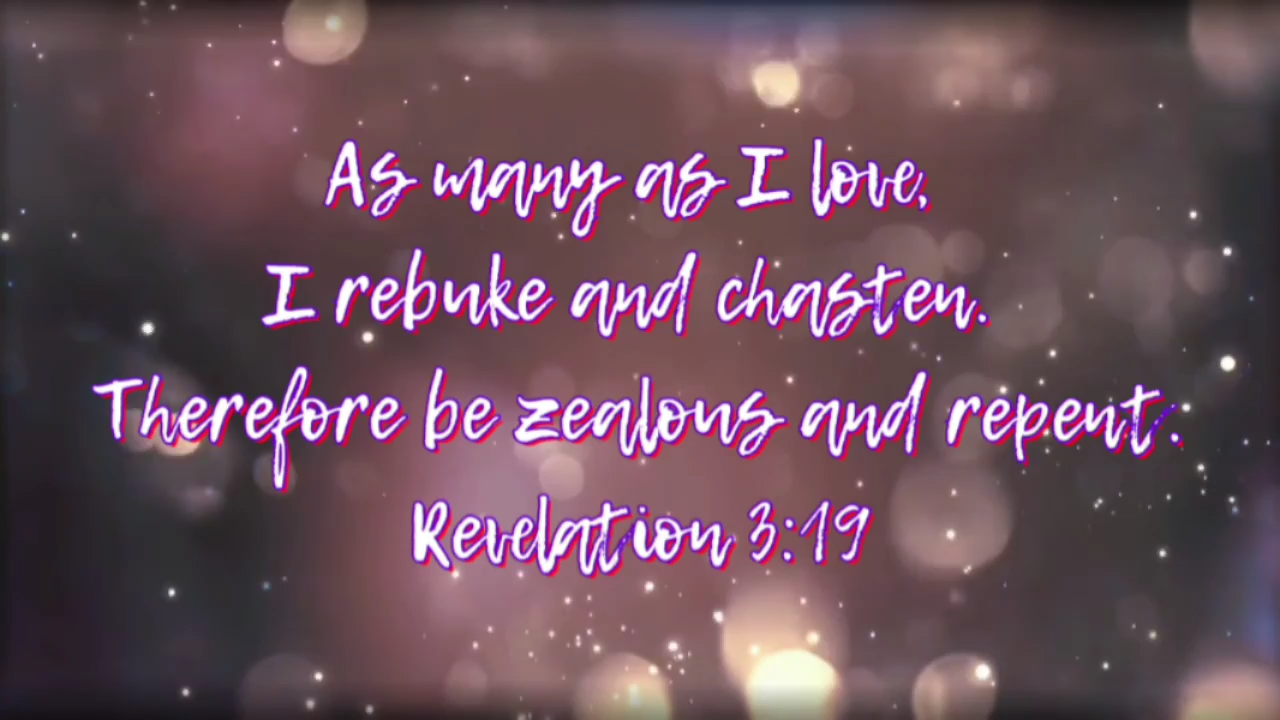 As many as I love,
I rebuke and chasten.
Therefore be zealous and repent.
Revelation 3:19